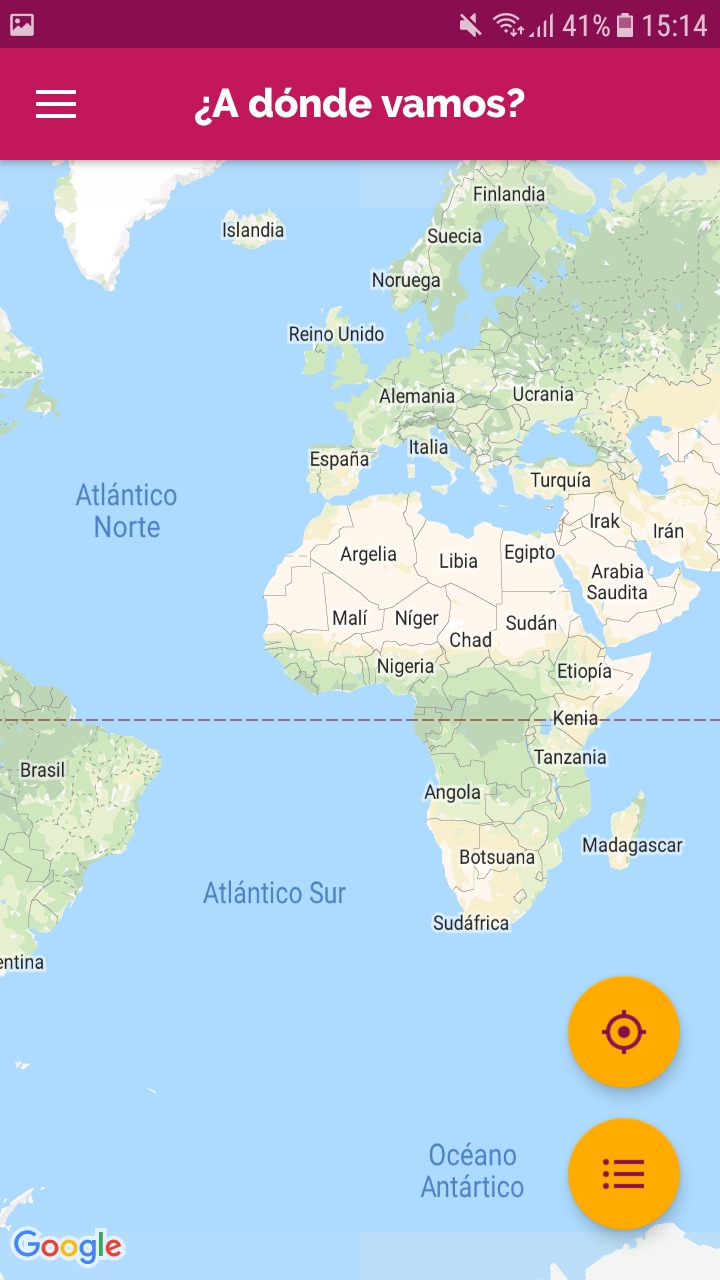 41% 15:14
¿A dónde vamos?
Finlandia
Islandia
Suecia
Noruega
Reino Unido
Alemania
Ucrania
Italia
España
Turquía
Atlántico
Norte
Irak
Irán
Argelia
Libia
Egipto
Arabia
Saudita
Malí
Níger
Sudán
Chad
Nigeria
Etiopía
Kenia
Tanzania
Brasil
Angola
Madagascar
Botsuana
Atlántico Sur
Sudáfrica
entina
Océano
Antártico
Google